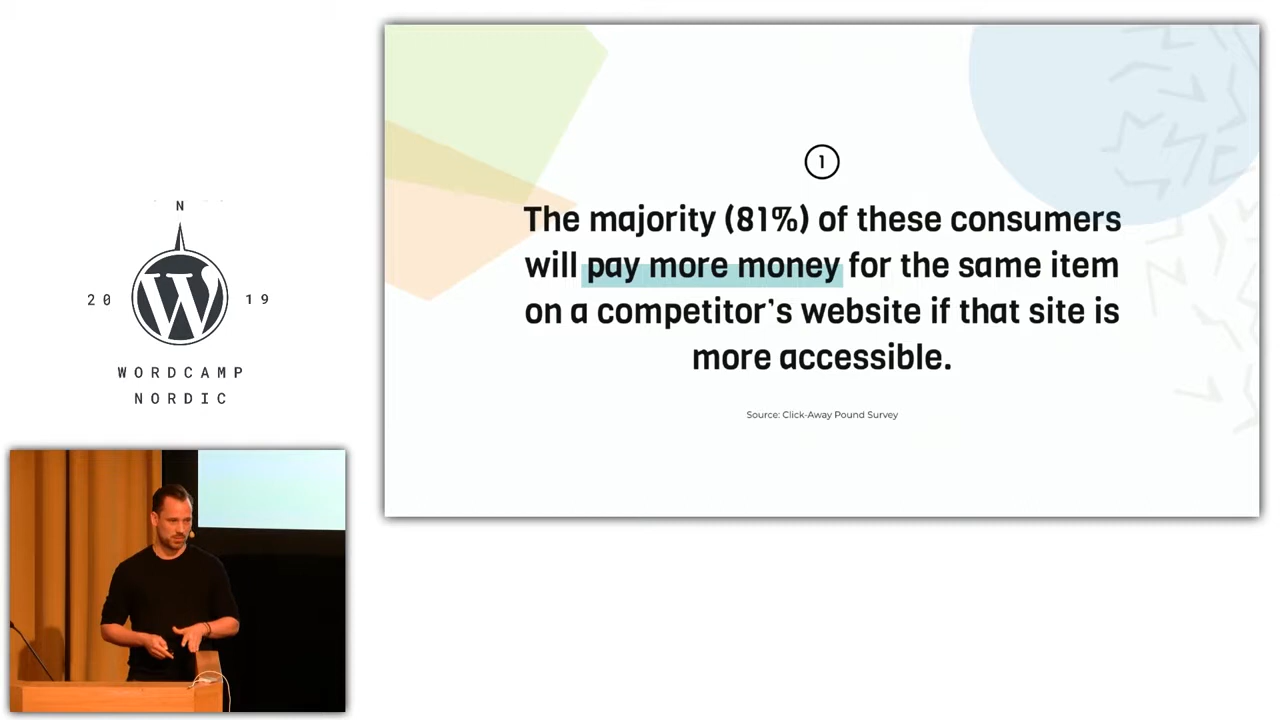 N
20 19
WORDCAMP
NORDIC
1
The majority (81%) of these consumers
will pay more money for the same item
on a competitor's website if that site is
more accessible.
Source: Click-Away Pound Survey